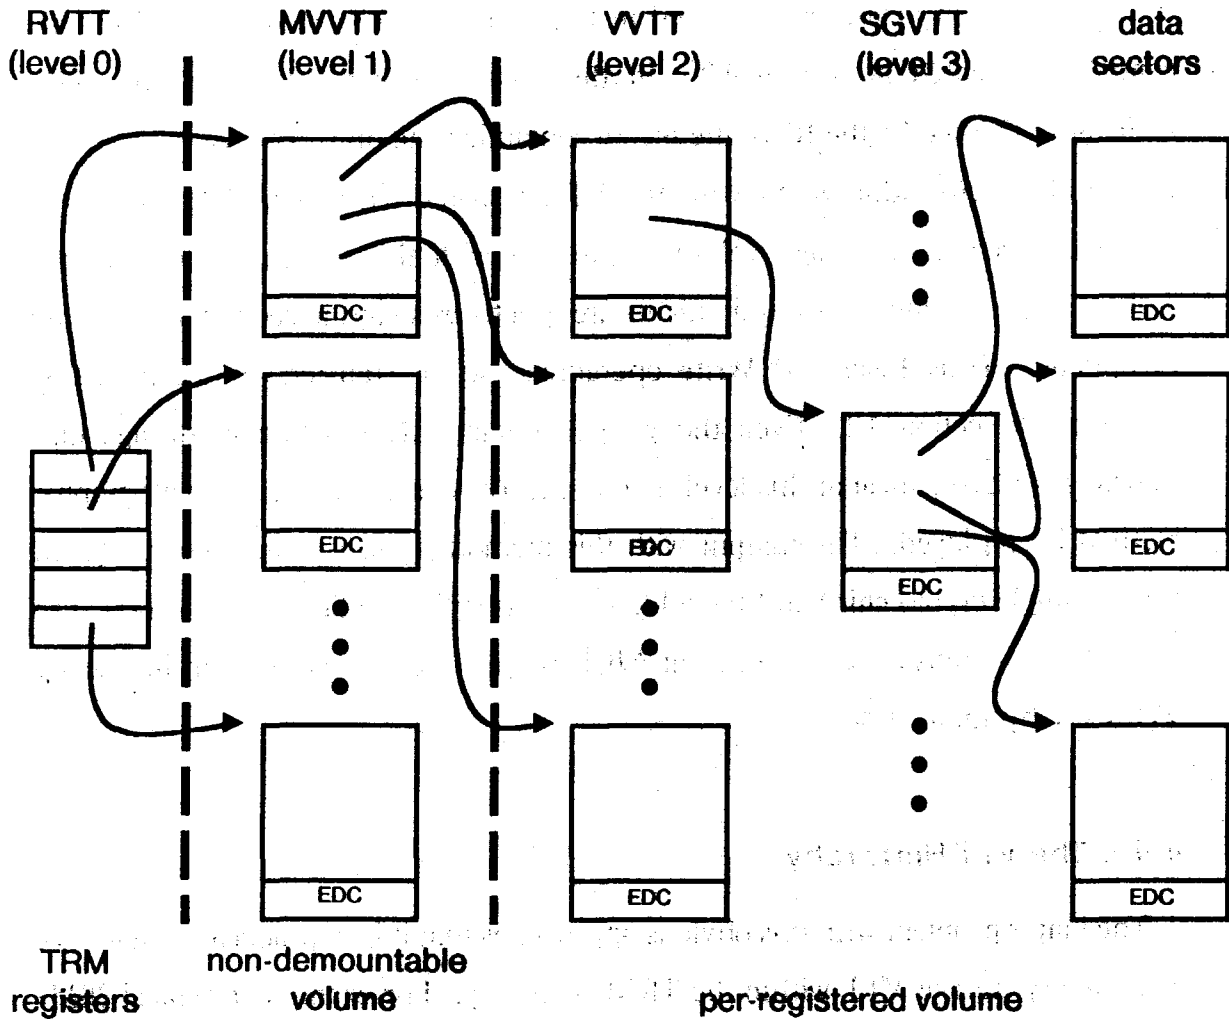 RVTT
(level 0)
MVVTT
(level 1)
VVTT
(level 2)
SGVTT
(level 3)
data
sectors
EDC
EDC
EDC
EDC
EDC
EDC
EDC
EDC
EDC
EDC
TRM
registers
non-demountable
volume
per-registered volume